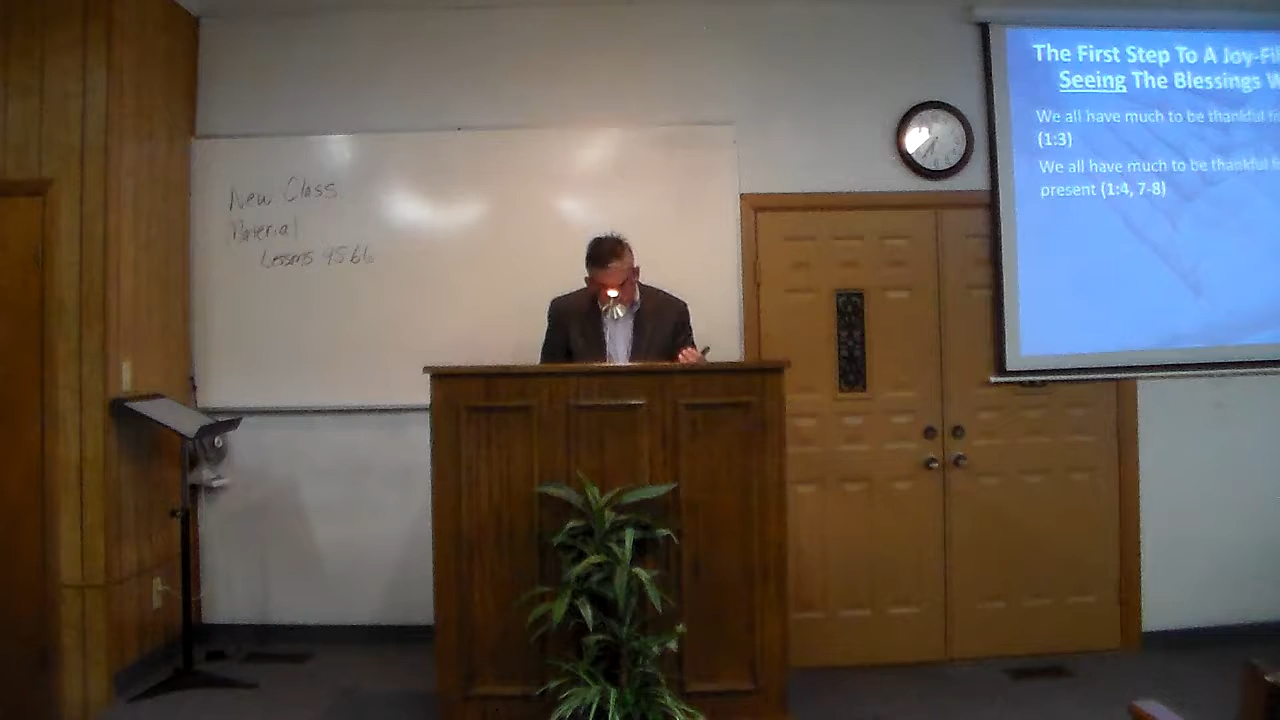 New Class
Material
Lessons 45 66
The First Step To A Joy-Fil
Seeing The Blessings W
We all have much to be thankful f
(1:3)
We all have much to be thankful f
present (1:4, 7-8)